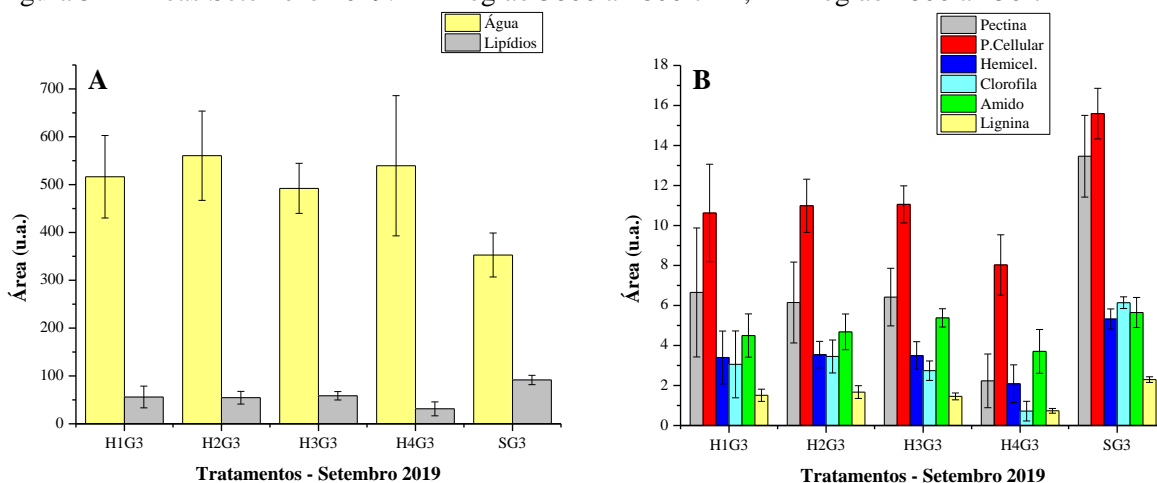 Água
Lipídios
A
700
600
500
400
300
200
100
0
Área (u.a.)
H1G3 H2G3 H3G3 H4G3 SG3
Tratamentos - Setembro 2019
Pectina
P.Cellular
Hemicel.
Clorofila
Amido
Lignina
B
18
16
14
12
10
8
6
4
2
0
Área (u.a.)
H1G3 H2G3 H3G3 H4G3 SG3
Tratamentos - Setembro 2019